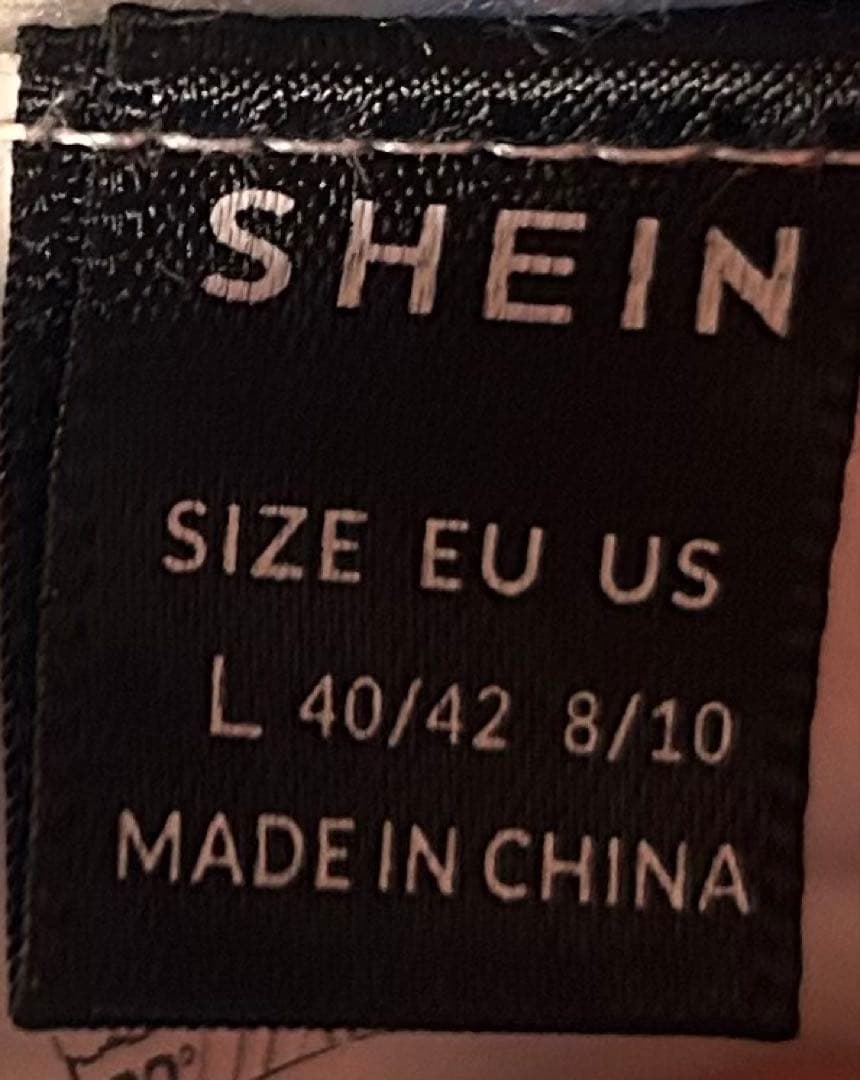 SHEIN
SIZE EU US
L 40/42 8/10
MADE IN CHINA